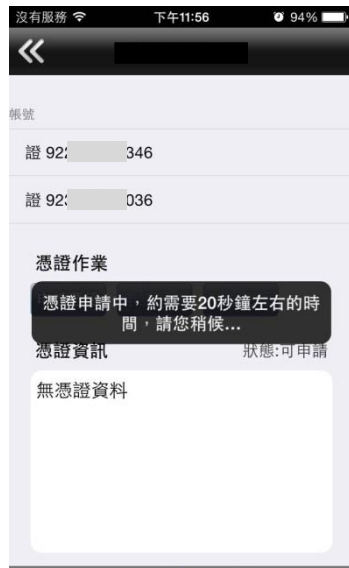 沒有服務 下午11:56 94%
帳號
證 922 346
證 923 036
憑證作業
憑證申請中，約需要20秒鐘左右的時
間，請您稍候...
憑證資訊 狀態:可申請
無憑證資料